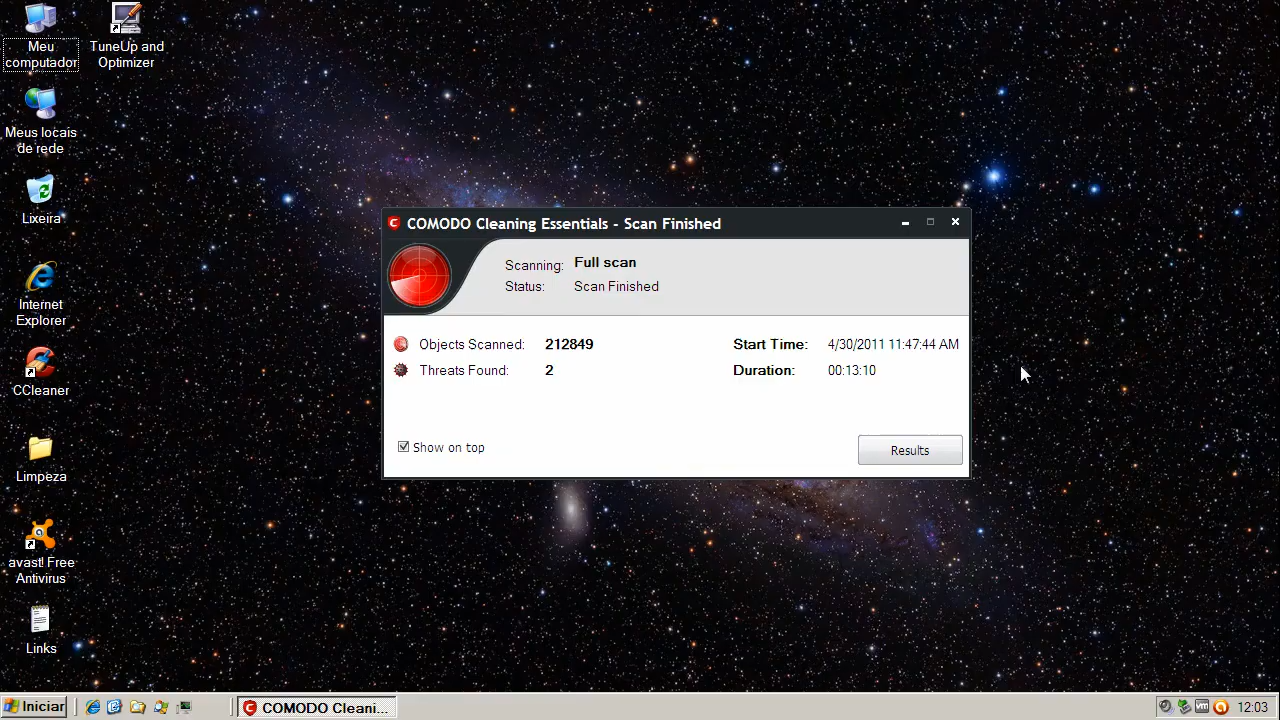 Meu
computador
TuneUp and
Optimizer
Meus locais
de rede
Lixeira
Internet
Explorer
CCleaner
Limpeza
avast! Free
Antivirus
Links
COMODO Cleaning Essentials - Scan Finished
Scanning: Full scan
Status: Scan Finished
Objects Scanned: 212849
Start Time: 4/30/2011 11:47:44 AM
Threats Found: 2
Duration: 00:13:10
Show on top
Results
Iniciar
COMODO Cleani...
vm
12:03